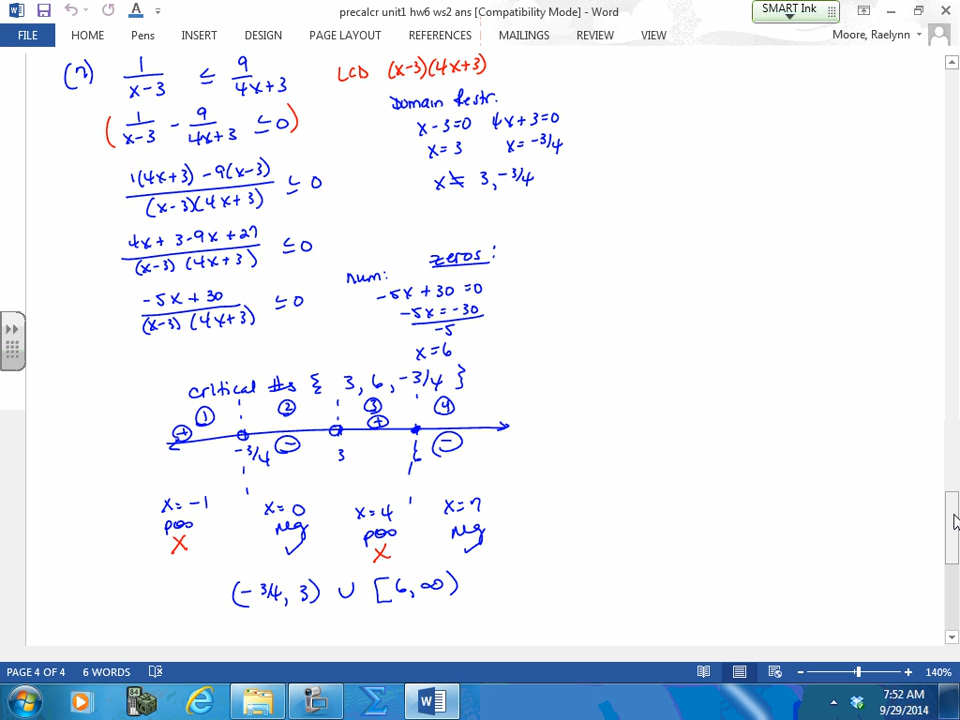 precalcr unit1 hw6 ws2 ans [Compatibility Mode] - Word
SMART Ink
FILE HOME Pens INSERT DESIGN PAGE LAYOUT REFERENCES MAILINGS REVIEW VIEW
Moore, Raelynn
1/(x-3) ≤ 9/(4x+3)
LCD (x-3)(4x+3)
Domain Restr.
x-3=0 4x+3=0
x=3 x=-3/4
x≠ 3, -3/4
(1/(x-3) - 9/(4x+3) ≤0)
1(4x+3) -9(x-3)/(x-3)(4x+3) ≤ 0
4x+3-9x+27/(x-3)(4x+3) ≤0
-5x+30/(x-3)(4x+3) ≤0
zeros:
num:
-5x+30=0
-5x=-30
-5
x=6
critical #s { 3, 6, -3/4 }
1 2 3 4
+ - + -
-3/4 3 6
x=-1 x=0 x=4 x=7
pos neg pos neg
X ✓ X ✓
(-3/4, 3) ∪ [6, ∞)
PAGE 4 OF 4 6 WORDS
140%
7:52 AM
9/29/2014